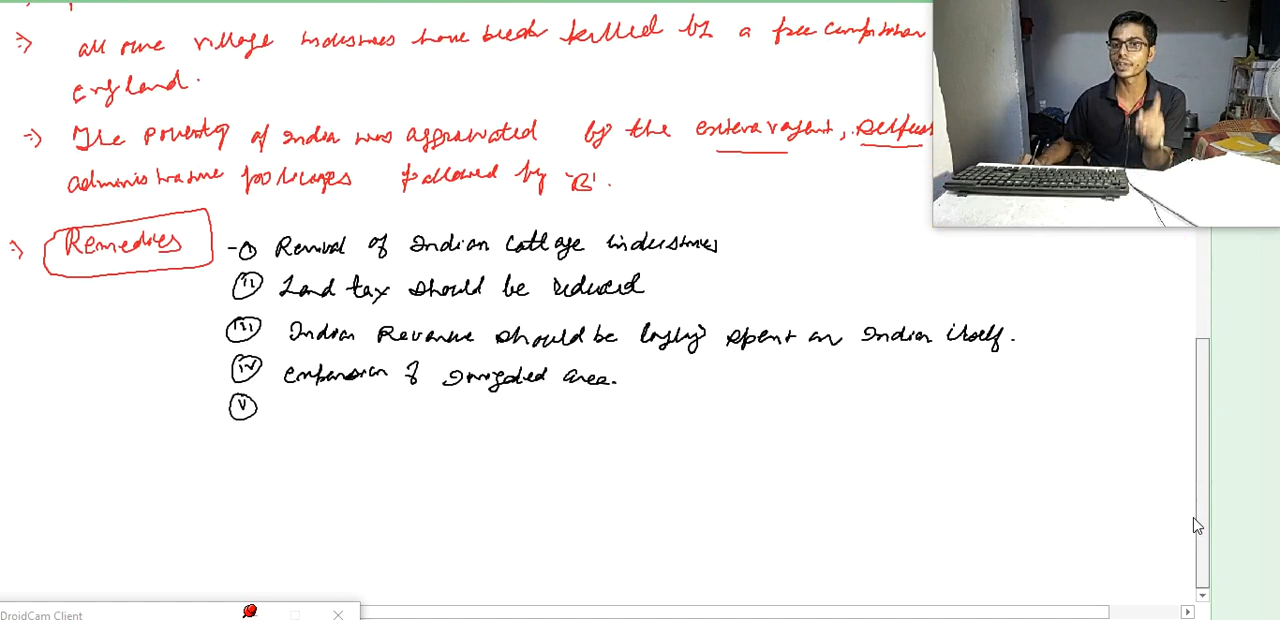 ⇒ all our village industries have been killed by a free competition
england.
⇒ The poverty of India was aggravated by the extravagent, selfish
administrative policies followed by 'B'.
⇒ Remedies - (i) Revival of Indian cottage industries
(ii) Land tax should be reduced
(iii) Indian Revenue should be largely spent on Indian itself.
(iv) expansion of Irrigated area.
(v)
DroidCam Client